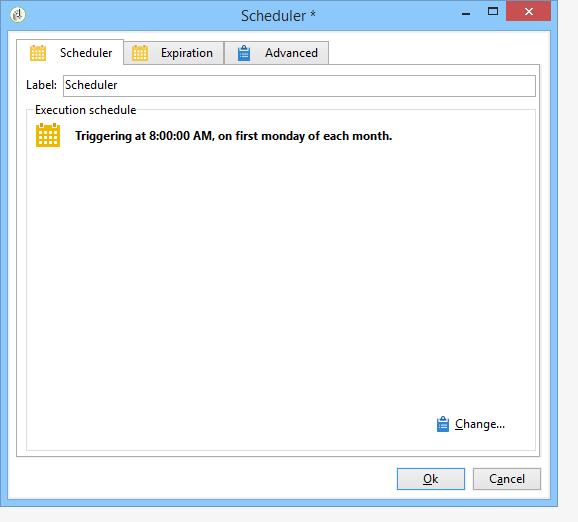 Scheduler *
Scheduler Expiration Advanced
Label: Scheduler
Execution schedule
Triggering at 8:00:00 AM, on first monday of each month.
Change...
Ok Cancel